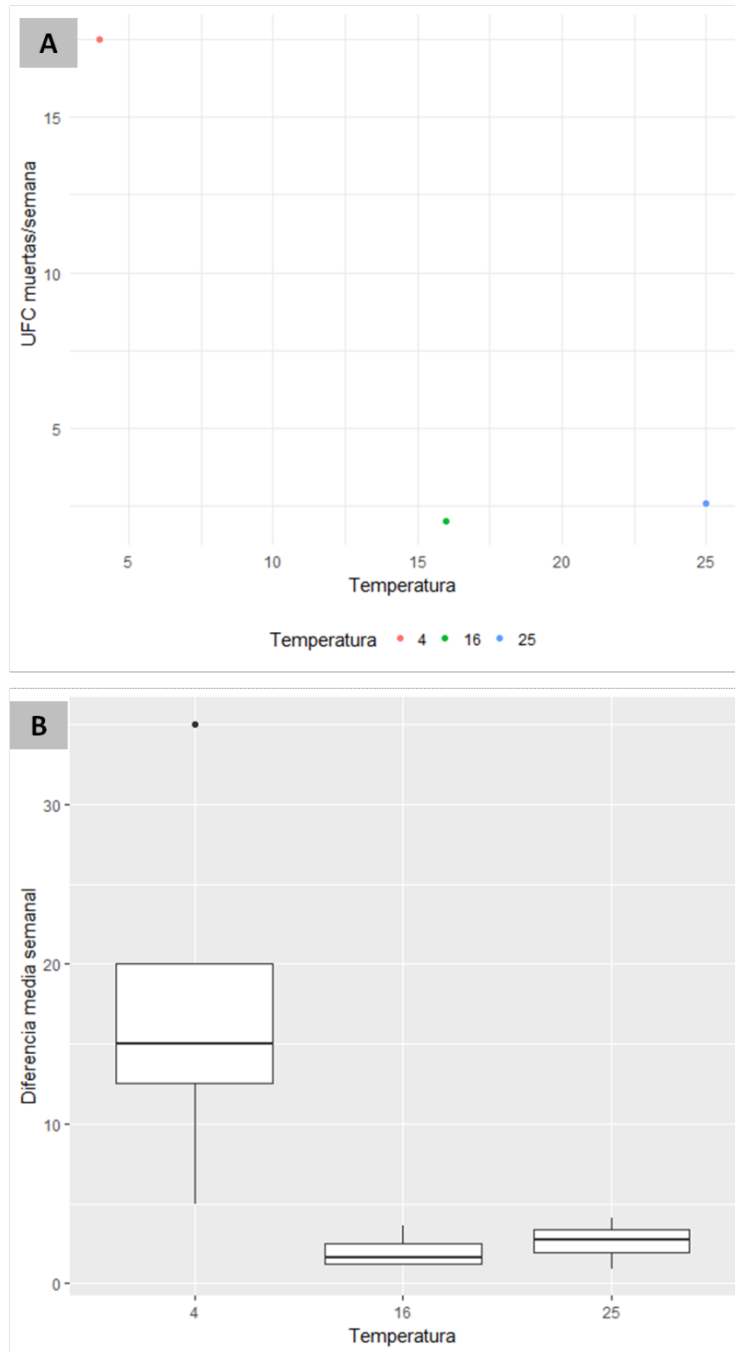 A
15
10
5
UFC muertas/semana
5 10 15 20 25
Temperatura
Temperatura 4 16 25
B
30
20
10
0
Diferencia media semanal
4 16 25
Temperatura